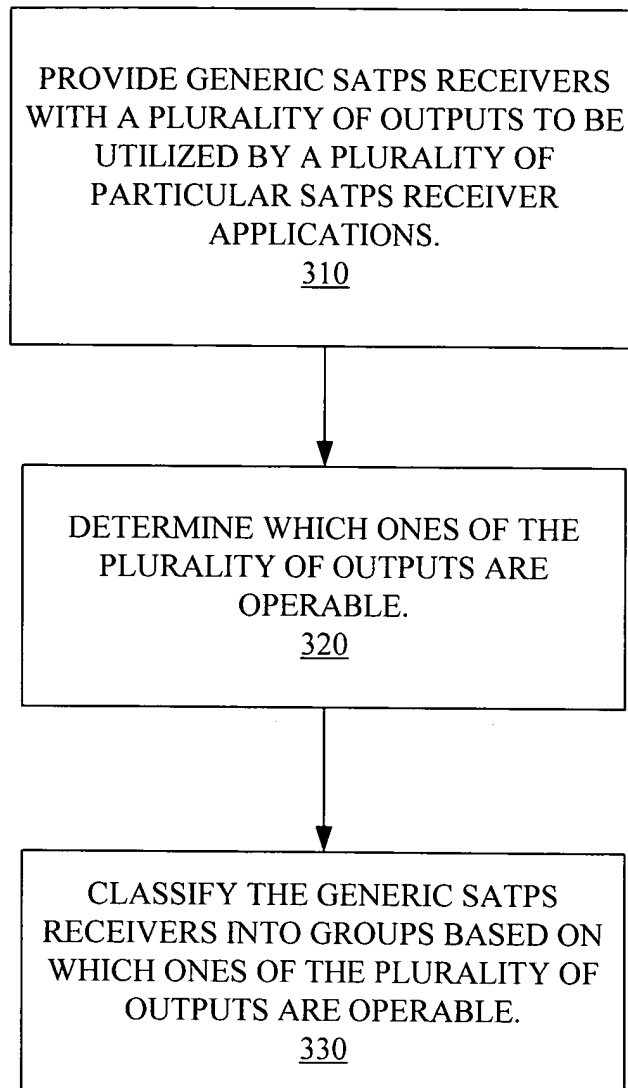 PROVIDE GENERIC SATPS RECEIVERS
WITH A PLURALITY OF OUTPUTS TO BE
UTILIZED BY A PLURALITY OF
PARTICULAR SATPS RECEIVER
APPLICATIONS.
310
DETERMINE WHICH ONES OF THE
PLURALITY OF OUTPUTS ARE
OPERABLE.
320
CLASSIFY THE GENERIC SATPS
RECEIVERS INTO GROUPS BASED ON
WHICH ONES OF THE PLURALITY OF
OUTPUTS ARE OPERABLE.
330